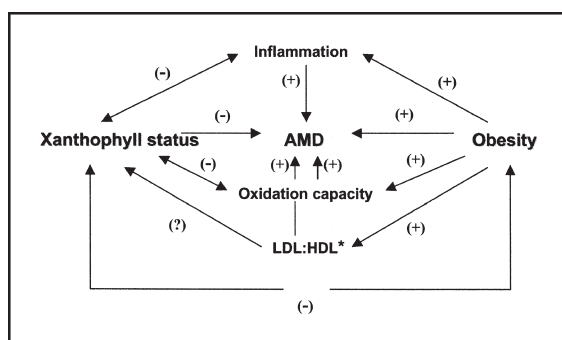 Inflammation
(-)
(+)
(+)
(-)
(+)
Xanthophyll status
AMD
Obesity
(-)
(+)
(+)
(+)
Oxidation capacity
(?)
(+)
LDL:HDL*
(-)